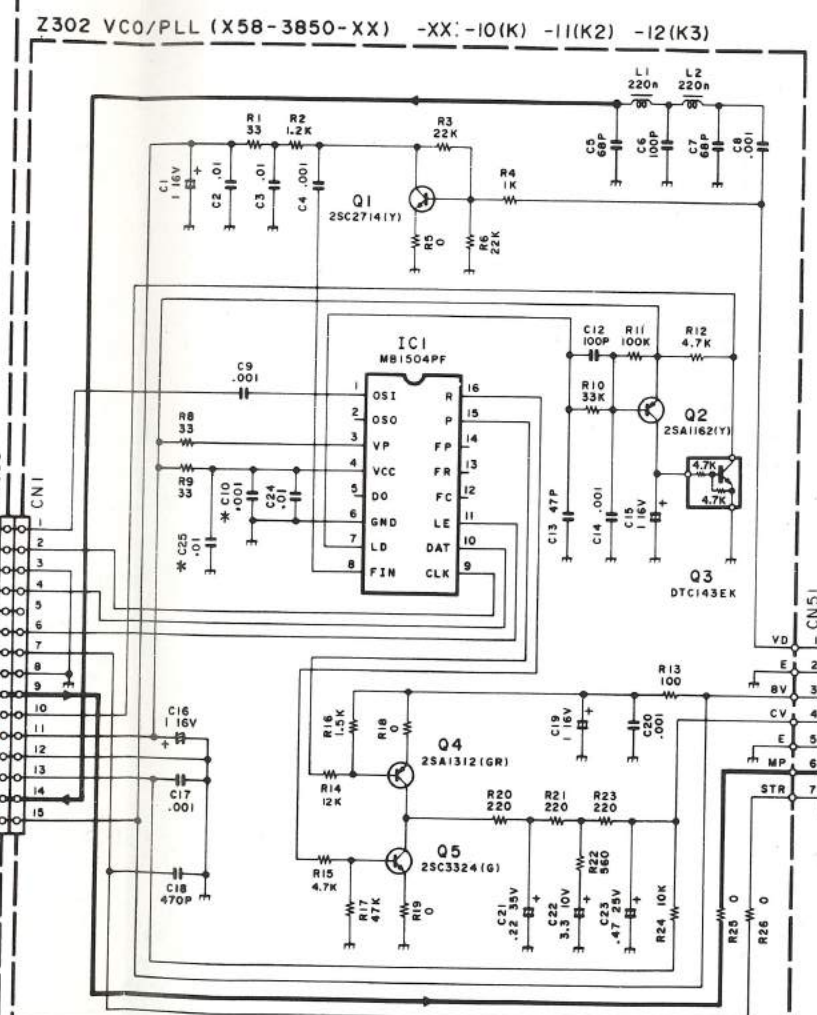 Z302 VCO/PLL (X58-3850-XX) -XX:-10(K) -11(K2) -12(K3)
L1
220n
L2
220n
R1
33
R2
1.2K
R3
22K
C5
68P
C6
100P
C7
68P
C8
.001
C1
1 16V
C2 .01
C3 .01
C4 .001
Q1
2SC2714(Y)
R4
1K
R5
0
R6
22K
IC1
MB1504PF
C12
100P
R11
100K
R12
4.7K
C9
.001
1
OSI
2
OSO
3
VP
4
VCC
5
DO
6
GND
7
LD
8
FIN
R
16
P
15
FP
14
FR
13
FC
12
LE
11
DAT
10
CLK
9
R10
33K
Q2
2SA1162(Y)
R8
33
R9
33
4.7K
4.7K
* C10
.001
C24
.01
* C25
.01
C13 47P
C14 .001
C15
1 16V
Q3
DTC143EK
CN1
1
2
3
4
5
6
7
8
9
10
11
12
13
14
15
CN51
VD 1
E 2
8V 3
CV 4
E 5
MP 6
STR 7
R13
100
C16
1 16V
R16
1.5K
R18
0
C19
1 16V
C20
.001
Q4
2SA1312(GR)
R14
12K
C17
.001
R20
220
R21
220
R23
220
Q5
2SC3324(G)
R22
560
R15
4.7K
C18
470P
R17
47K
R19
0
C21
.22 35V
C22
3.3 10V
C23
.47 25V
R24 10K
R25 0
R26 0